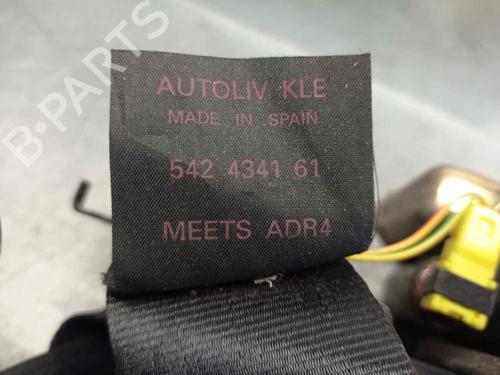 AUTOLIV KLE
MADE IN SPAIN
542 4341 61
MEETS ADR4
B-PARTS